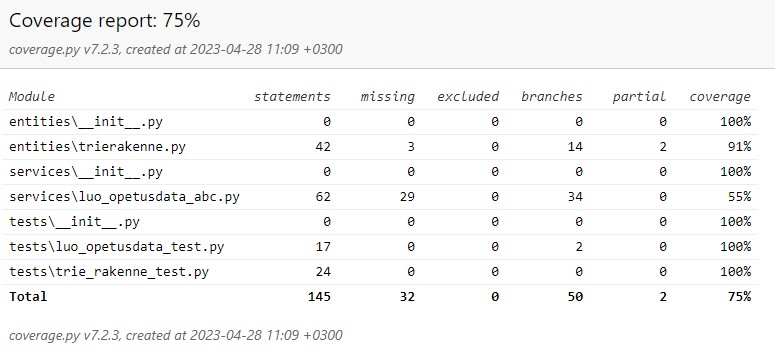 Coverage report: 75%
coverage.py v7.2.3, created at 2023-04-28 11:09 +0300
Module statements missing excluded branches partial coverage
entities\__init__.py 0 0 0 0 0 100%
entities\trierakenne.py 42 3 0 14 2 91%
services\__init__.py 0 0 0 0 0 100%
services\luo_opetusdata_abc.py 62 29 0 34 0 55%
tests\__init__.py 0 0 0 0 0 100%
tests\luo_opetusdata_test.py 17 0 0 2 0 100%
tests\trie_rakenne_test.py 24 0 0 0 0 100%
Total 145 32 0 50 2 75%
coverage.py v7.2.3, created at 2023-04-28 11:09 +0300